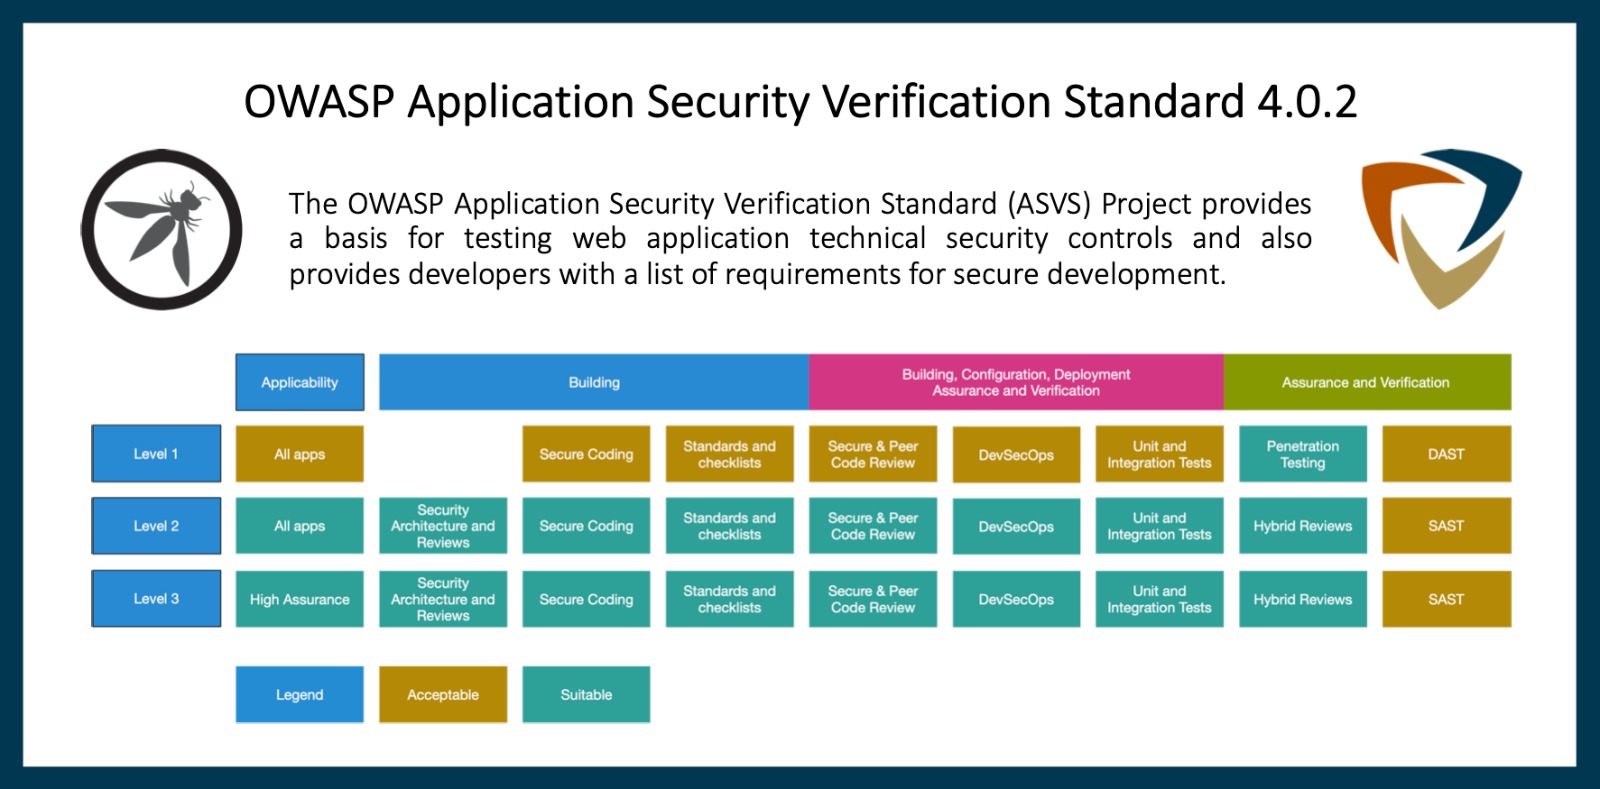 OWASP Application Security Verification Standard 4.0.2
The OWASP Application Security Verification Standard (ASVS) Project provides
a basis for testing web application technical security controls and also
provides developers with a list of requirements for secure development.
Applicability
Building
Building, Configuration, Deployment
Assurance and Verification
Assurance and Verification
Level 1
All apps
Secure Coding
Standards and
checklists
Secure & Peer
Code Review
DevSecOps
Unit and
Integration Tests
Penetration
Testing
DAST
Level 2
All apps
Security
Architecture and
Reviews
Secure Coding
Standards and
checklists
Secure & Peer
Code Review
DevSecOps
Unit and
Integration Tests
Hybrid Reviews
SAST
Level 3
High Assurance
Security
Architecture and
Reviews
Secure Coding
Standards and
checklists
Secure & Peer
Code Review
DevSecOps
Unit and
Integration Tests
Hybrid Reviews
SAST
Legend
Acceptable
Suitable